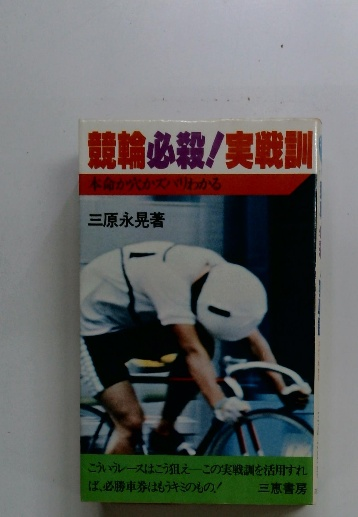 競輪必殺!実戦訓
本命か穴かズバリわかる
三原永晃著
こういうレースはこう狙え―この実戦訓を活用すれ
ば、必勝車券はもうキミのもの!
三恵書房